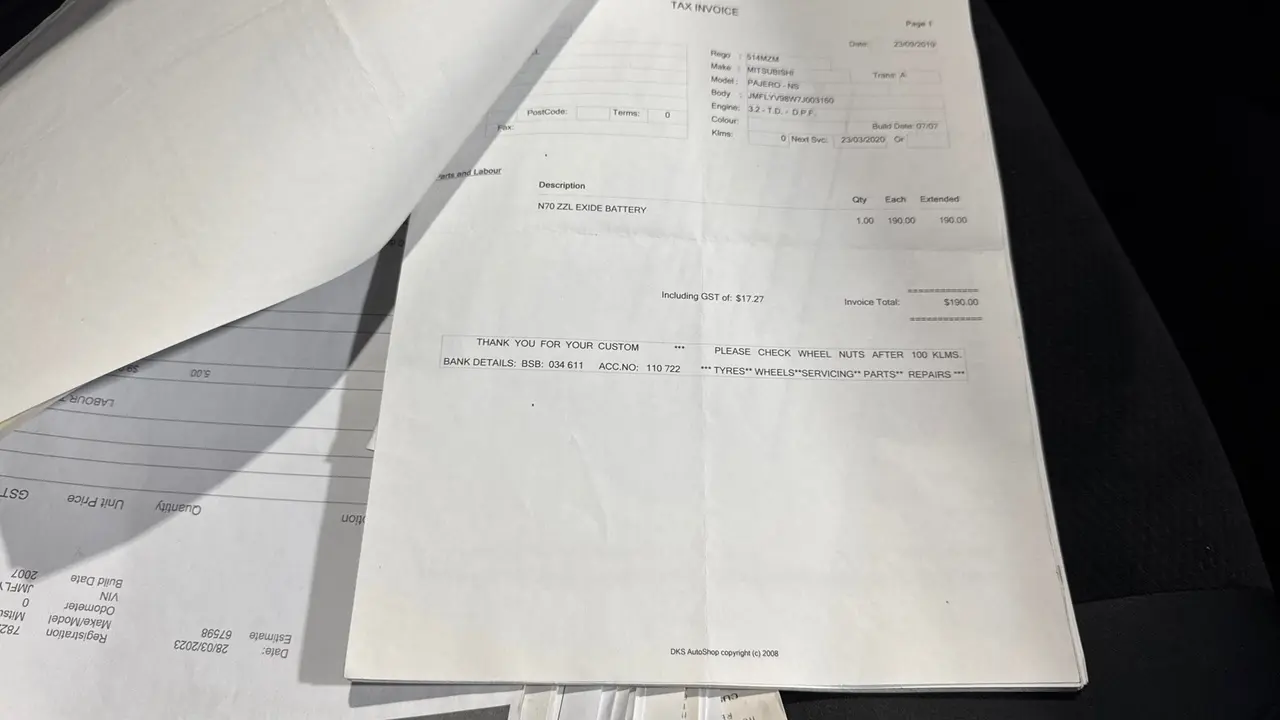 TAX INVOICE
Page 1
Date: 23/09/2019
Rego : 514MZM
Make : MITSUBISHI Trans: A
Model : PAJERO - NS
Body : JMFLYV98W7J003160
Engine: 3.2 - T.D. - D.P.F.
Colour: Build Date: 07/07
Klms: 0 Next Svc: 23/03/2020 Or
PostCode: Terms: 0
Fax:
Parts and Labour
Description Qty Each Extended
N70 ZZL EXIDE BATTERY 1.00 190.00 190.00
Including GST of: $17.27 Invoice Total: $190.00
THANK YOU FOR YOUR CUSTOM *** PLEASE CHECK WHEEL NUTS AFTER 100 KLMS.
BANK DETAILS: BSB: 034 611 ACC.NO: 110 722 *** TYRES** WHEELS**SERVICING** PARTS** REPAIRS ***
DKS AutoShop copyright (c) 2008
Estimate 67598
Date: 28/03/2023
Registration 782
Make/Model Mitsu
Odometer 0
VIN JMFLY
Build Date 2007
Quantity Unit Price GST
LABOUR
5.00